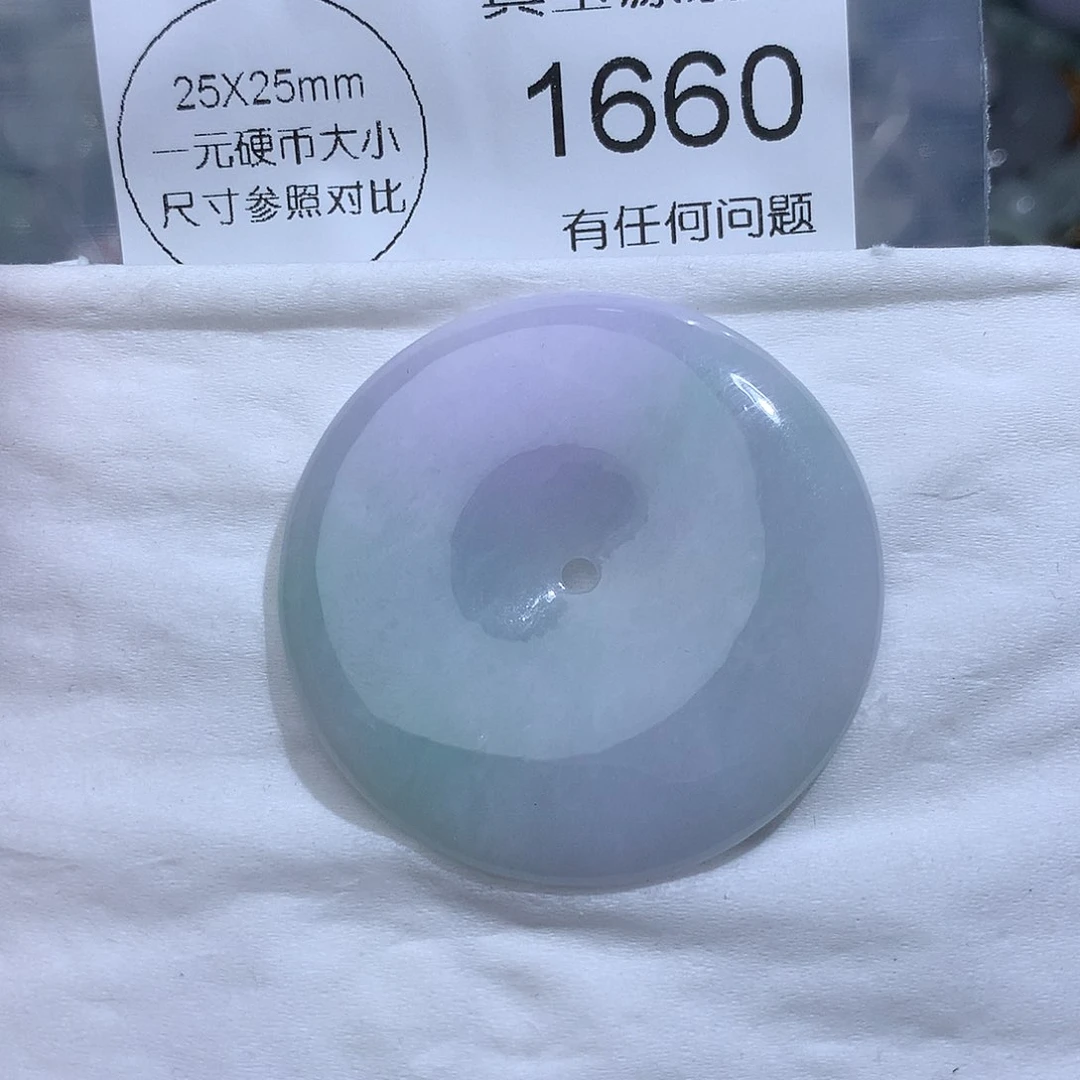 25X25mm
一元硬币大小
尺寸参照对比
1660
有任何问题